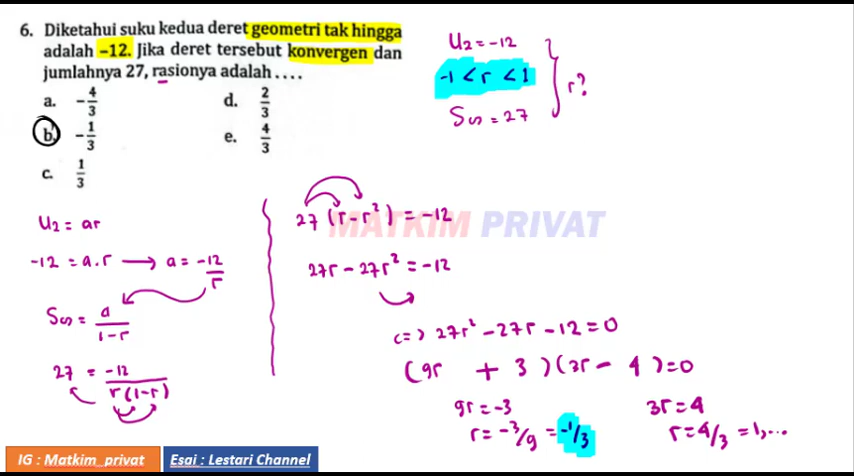 6. Diketahui suku kedua deret geometri tak hingga
adalah −12. Jika deret tersebut konvergen dan
jumlahnya 27, rasionya adalah . . . .
a. −4/3
b. −1/3
c. 1/3
d. 2/3
e. 4/3
U2 = −12
−1 < r < 1
S∞ = 27
r?
U2 = ar
−12 = a.r → a = −12/r
S∞ = a/(1−r)
27 = −12/(r(1−r))
27 (r−r²) = −12
MATKIM PRIVAT
27r − 27r² = −12
(=) 27r² − 27r − 12 = 0
(9r + 3)(3r − 4) = 0
9r = −3
r = −3/9 = −1/3
3r = 4
r = 4/3 = 1,...
IG : Matkim_privat
Esai : Lestari Channel